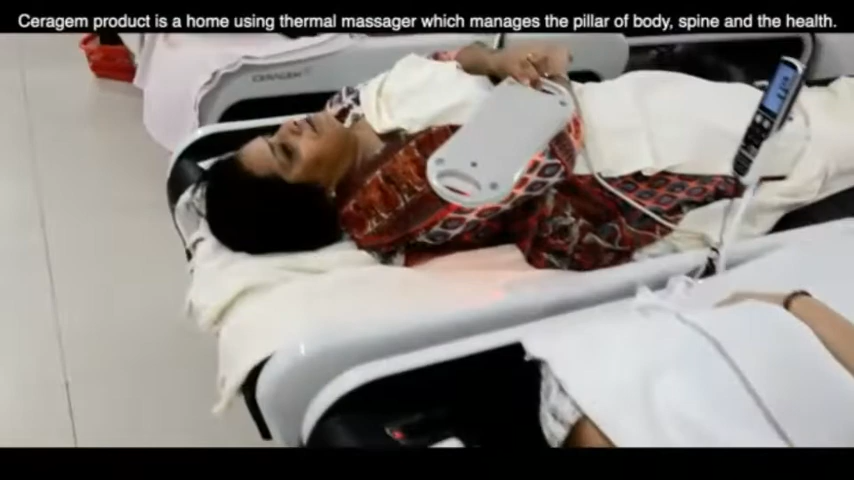 Ceragem product is a home using thermal massager which manages the pillar of body, spine and the health.
CERAGEM